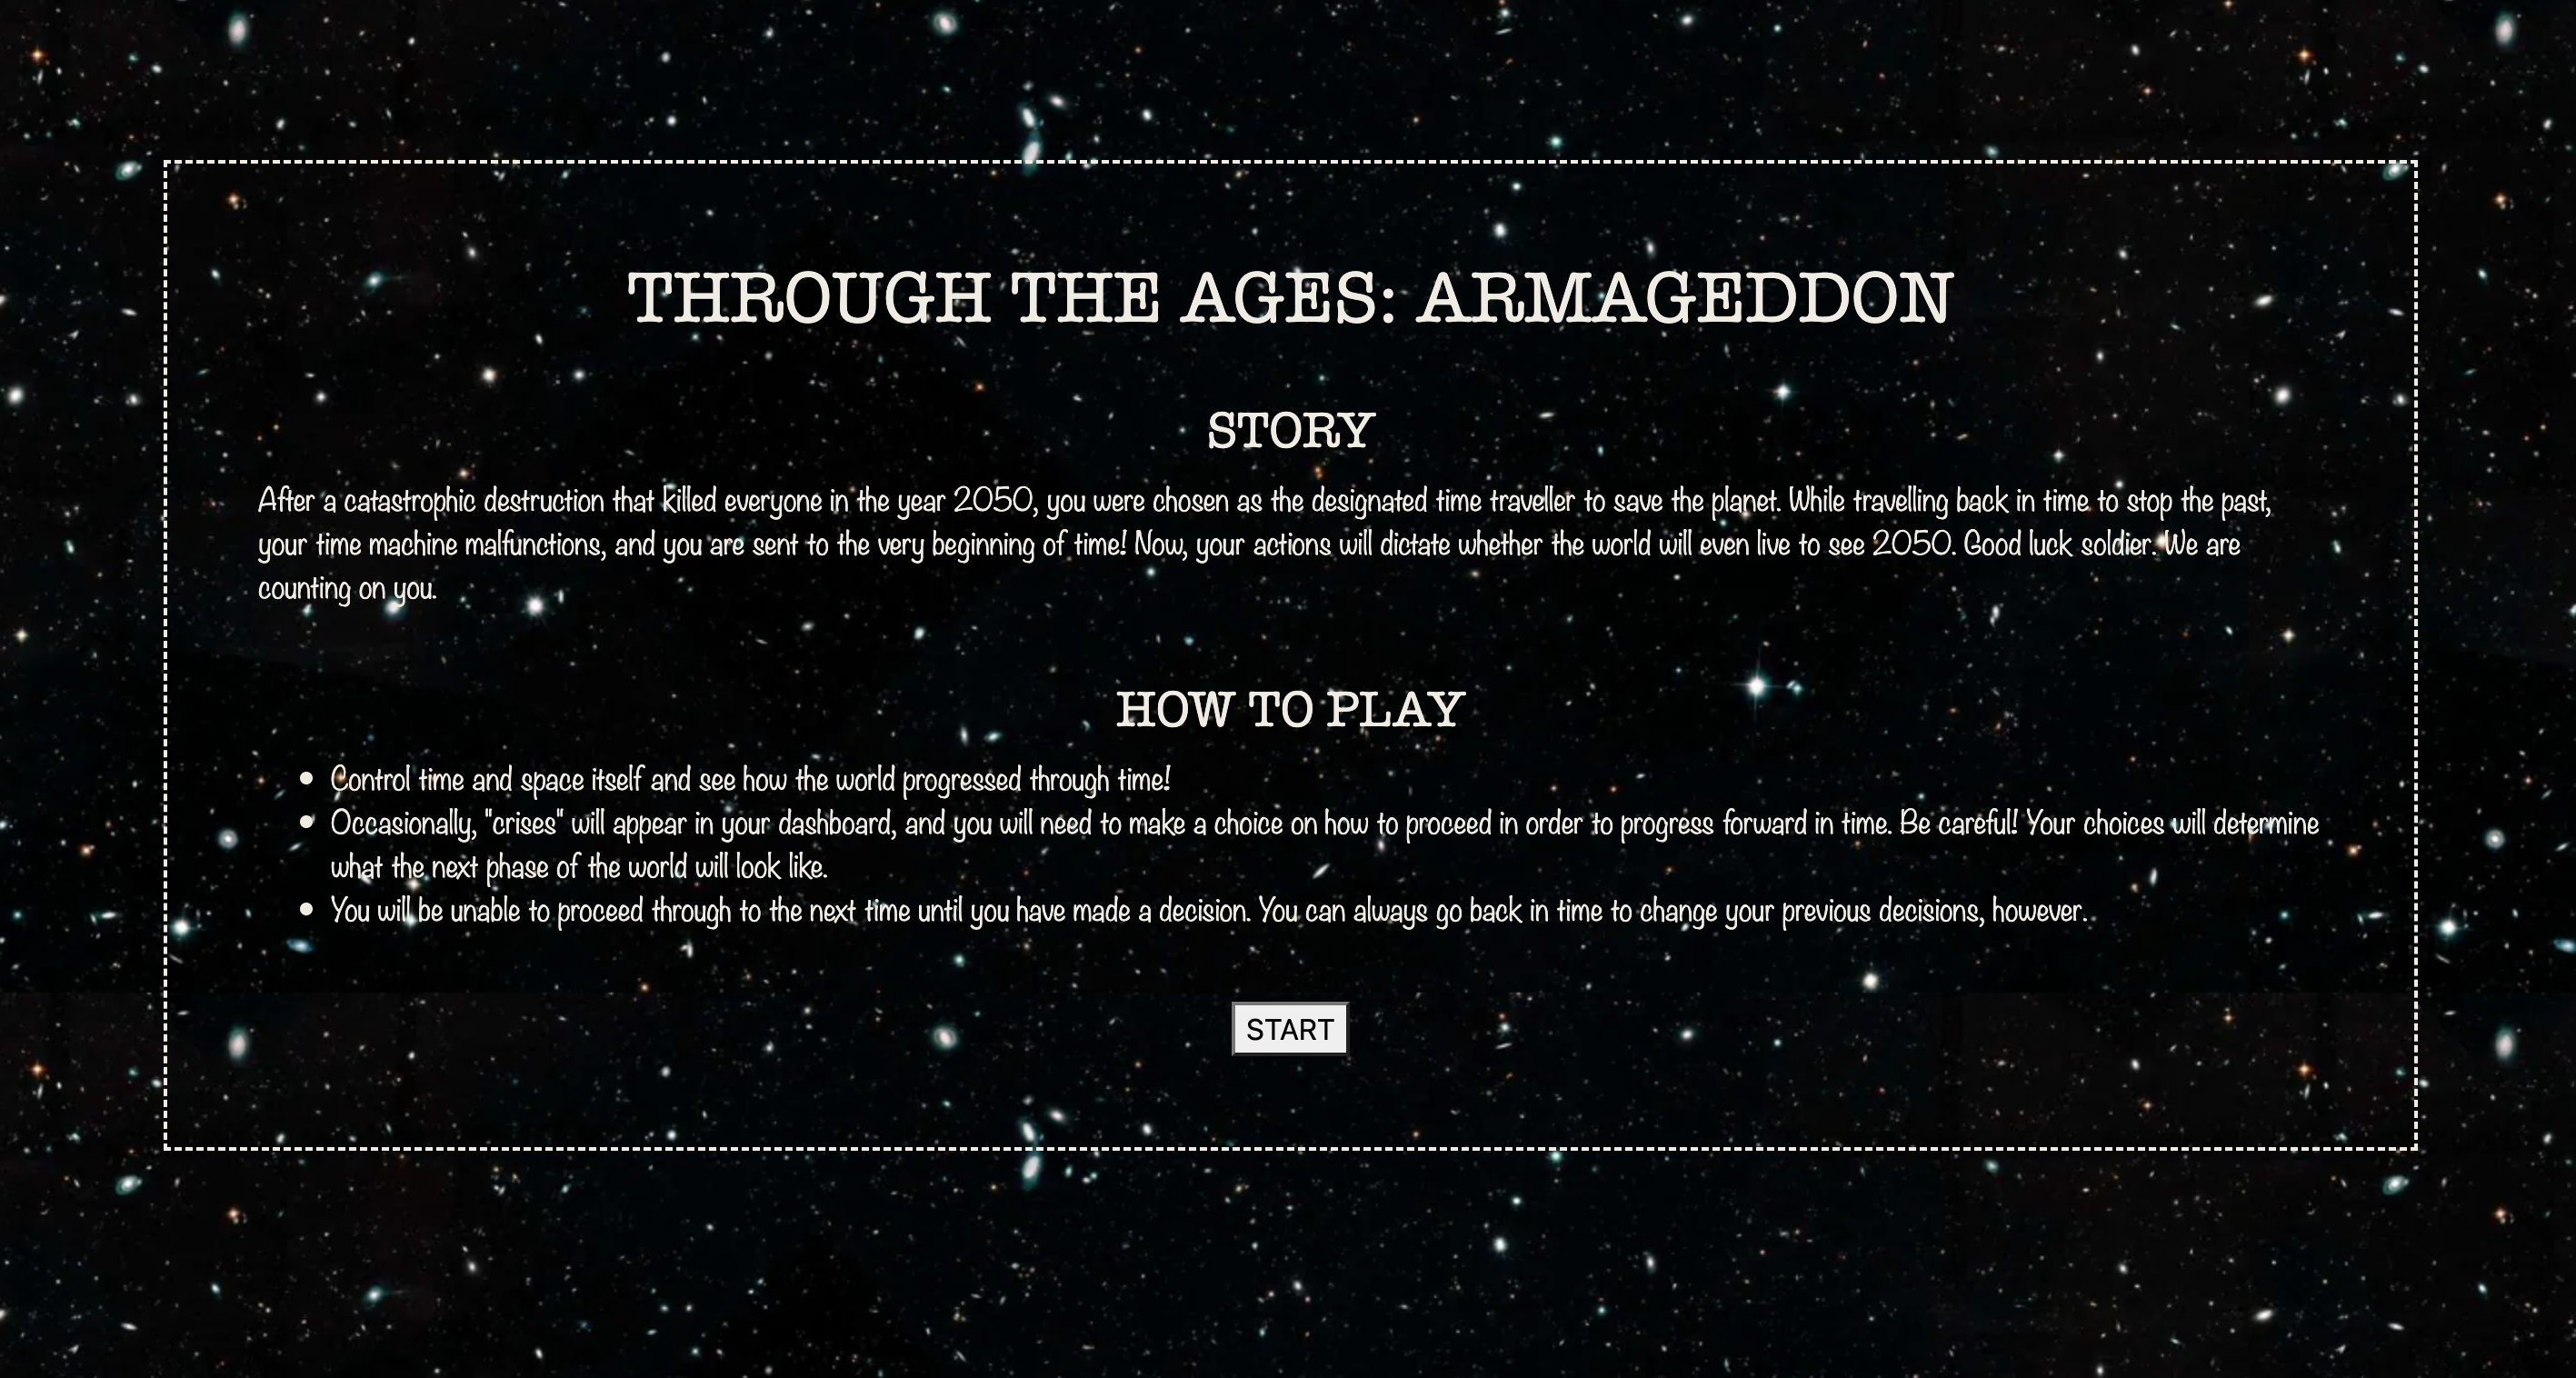 THROUGH THE AGES: ARMAGEDDON
STORY
After a catastrophic destruction that killed everyone in the year 2050, you were chosen as the designated time traveller to save the planet. While travelling back in time to stop the past,
your time machine malfunctions, and you are sent to the very beginning of time! Now, your actions will dictate whether the world will even live to see 2050. Good luck soldier. We are
counting on you.
HOW TO PLAY
• Control time and space itself and see how the world progressed through time!
• Occasionally, "crises" will appear in your dashboard, and you will need to make a choice on how to proceed in order to progress forward in time. Be careful! Your choices will determine
what the next phase of the world will look like.
• You will be unable to proceed through to the next time until you have made a decision. You can always go back in time to change your previous decisions, however.
START